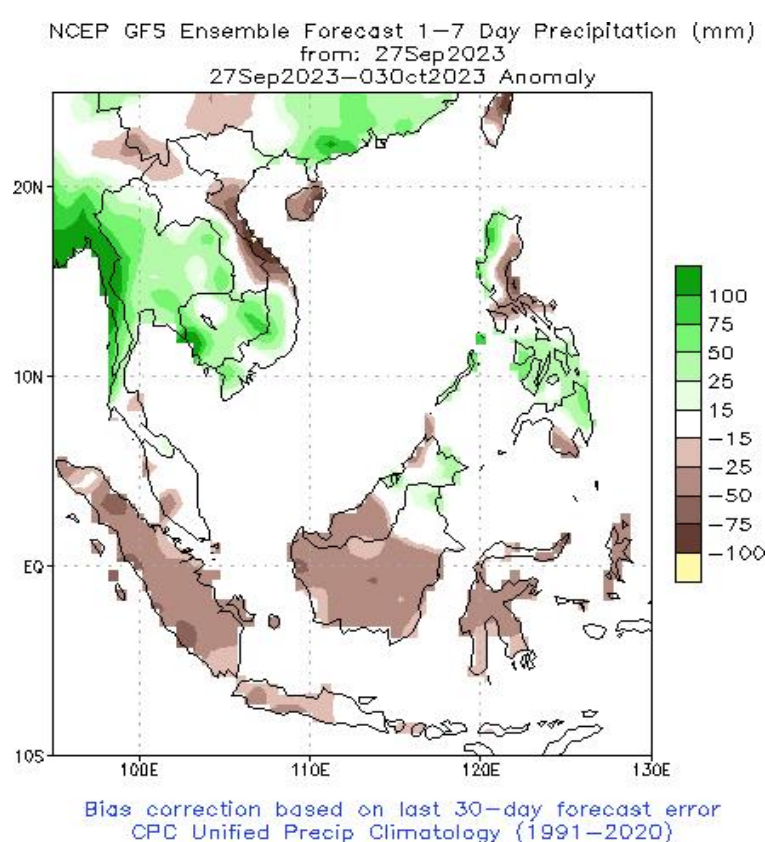 NCEP GFS Ensemble Forecast 1-7 Day Precipitation (mm)
from: 27Sep2023
27Sep2023-03Oct2023 Anomaly
20N
10N
EQ
10S
100E
110E
120E
130E
100
75
50
25
15
-15
-25
-50
-75
-100
Bias correction based on last 30-day forecast error
CPC Unified Precip Climatology (1991-2020)